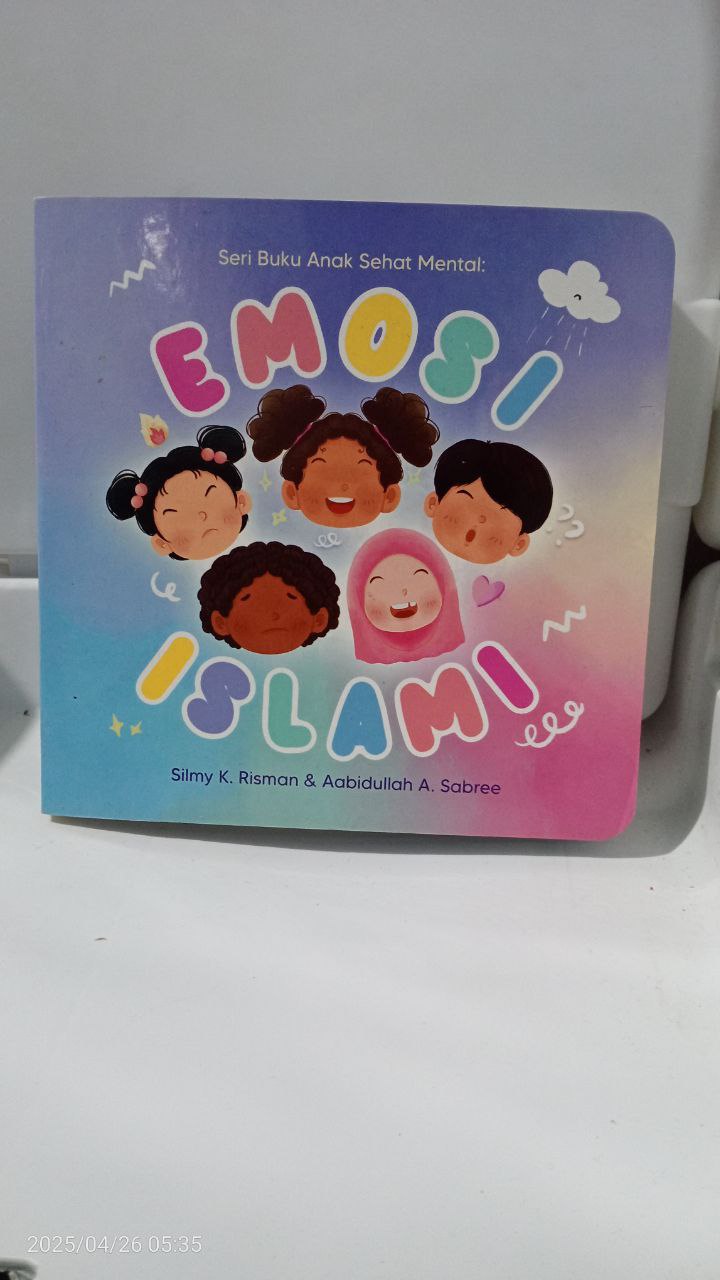 Seri Buku Anak Sehat Mental:
EMOSI
ISLAMI
Silmy K. Risman & Aabidullah A. Sabree
2025/04/26 05:35